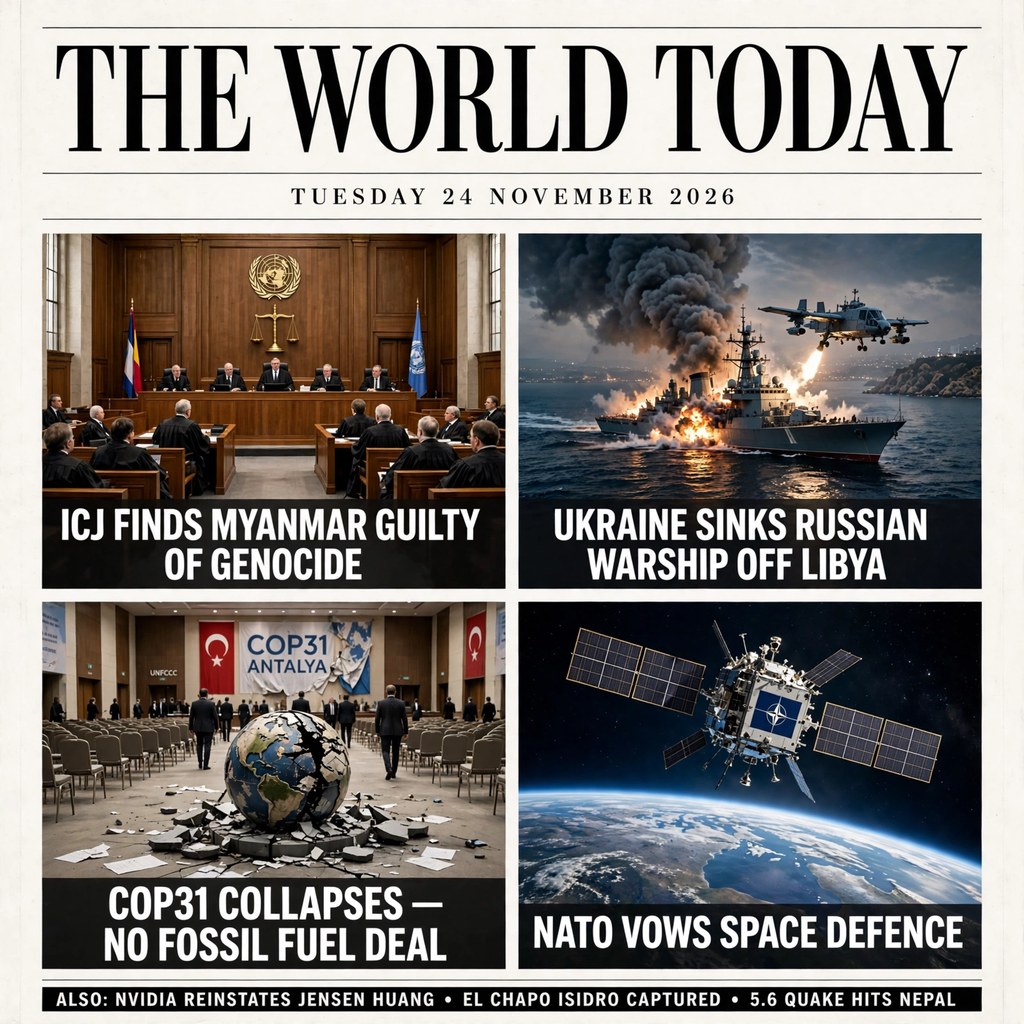 THE WORLD TODAY
TUESDAY 24 NOVEMBER 2026
ICJ FINDS MYANMAR GUILTY
OF GENOCIDE
UKRAINE SINKS RUSSIAN
WARSHIP OFF LIBYA
UNFCCC
COP31
ANTALYA
COP31 COLLAPSES —
NO FOSSIL FUEL DEAL
NATO VOWS SPACE DEFENCE
ALSO: NVIDIA REINSTATES JENSEN HUANG • EL CHAPO ISIDRO CAPTURED • 5.6 QUAKE HITS NEPAL